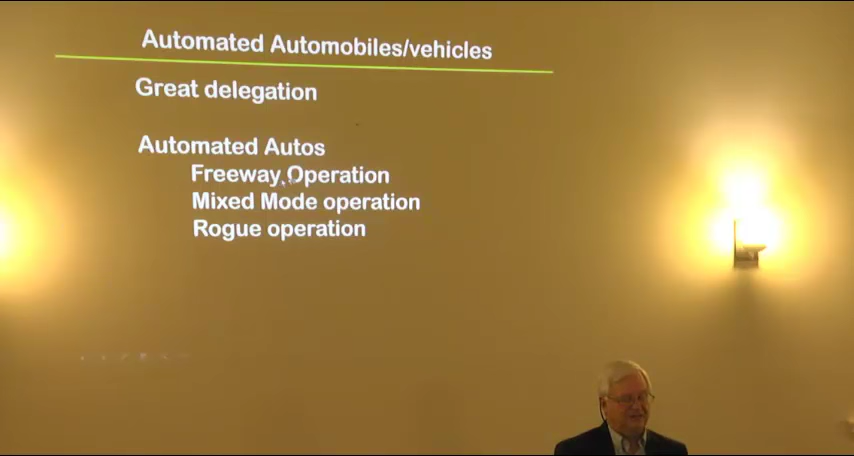 Automated Automobiles/vehicles
Great delegation
Automated Autos
Freeway Operation
Mixed Mode operation
Rogue operation